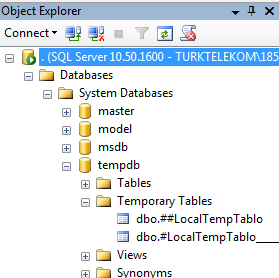 Object Explorer
Connect
. (SQL Server 10.50.1600 - TURKTELEKOM\185
Databases
System Databases
master
model
msdb
tempdb
Tables
Temporary Tables
dbo.##LocalTempTablo
dbo.#LocalTempTablo____
Views
Synonyms